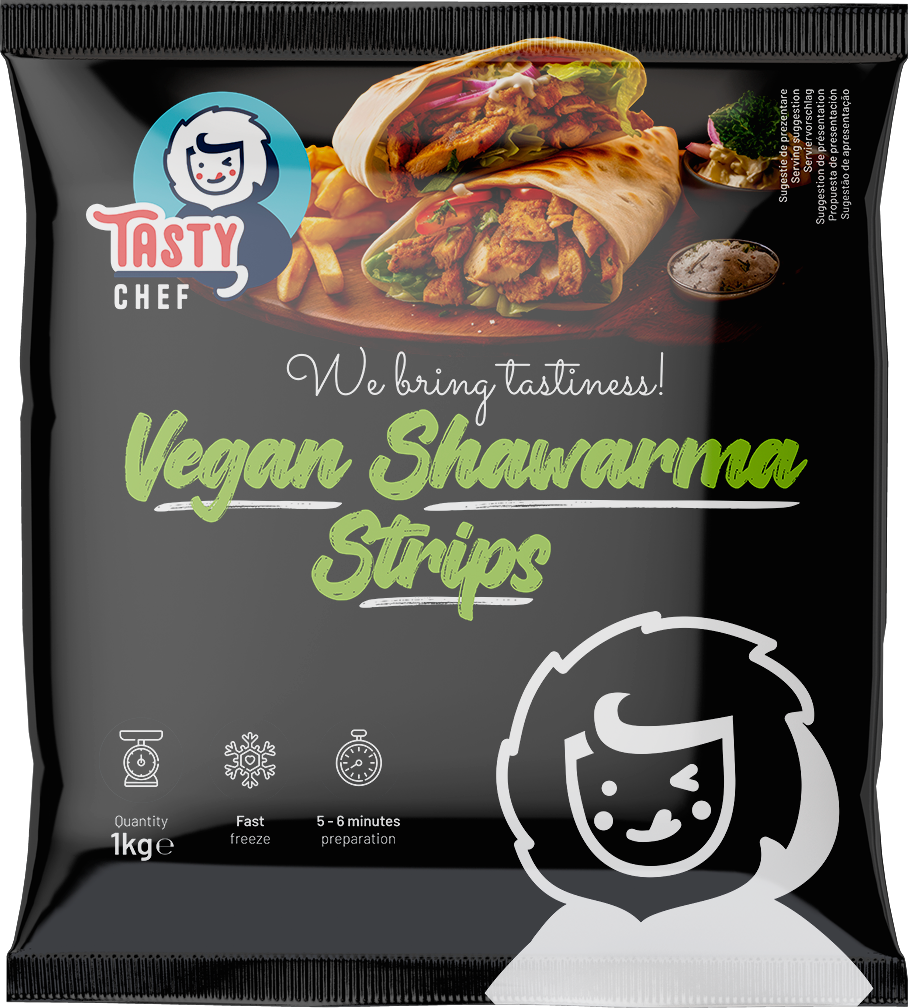 TASTY
CHEF
Sugestie de prezentare
Serving suggestion
Serviervorschlag
Suggestion de présentation
Propuesta de presentación
Sugestão de apresentação
We bring tastiness!
Vegan Shawarma
Strips
Quantity
1kg℮
Fast
freeze
5 - 6 minutes
preparation